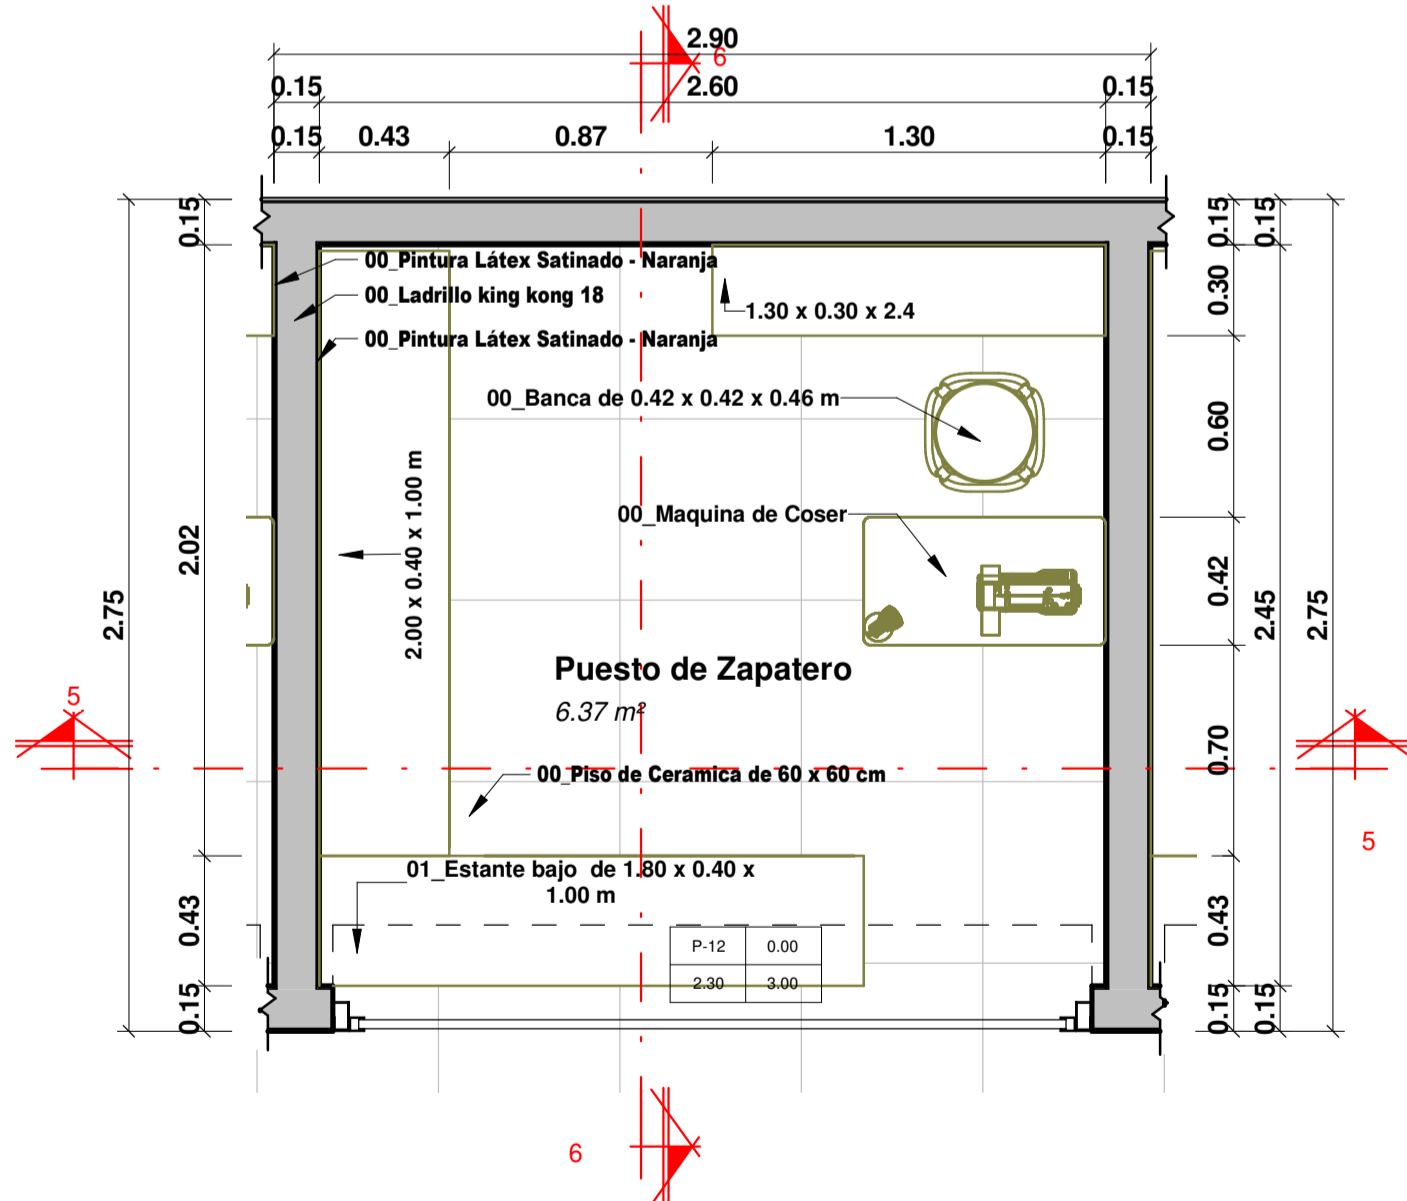 2.90
6
0.15
2.60
0.15
0.15
0.43
0.87
1.30
0.15
0.15
0.15
0.15
00_Pintura Látex Satinado - Naranja
00_Ladrillo king kong 18
1.30 x 0.30 x 2.4
0.30
00_Pintura Látex Satinado - Naranja
00_Banca de 0.42 x 0.42 x 0.46 m
0.60
2.00 x 0.40 x 1.00 m
00_Maquina de Coser
2.02
0.42
2.75
2.45
2.75
Puesto de Zapatero
6.37 m²
5
0.70
00_Piso de Ceramica de 60 x 60 cm
5
01_Estante bajo de 1.80 x 0.40 x
1.00 m
0.43
0.43
P-12 0.00
2.30 3.00
0.15
0.15
0.15
6